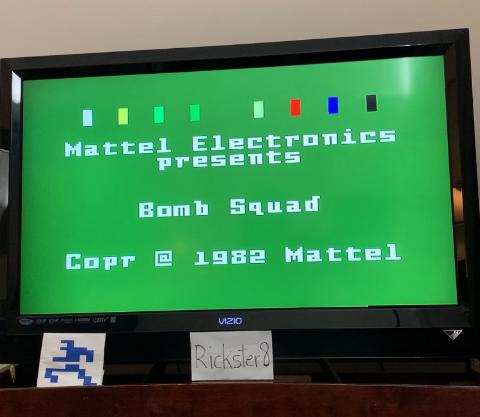 Mattel Electronics
presents
Bomb Squad
Copr @ 1982 Mattel
VIZIO
Rickster8